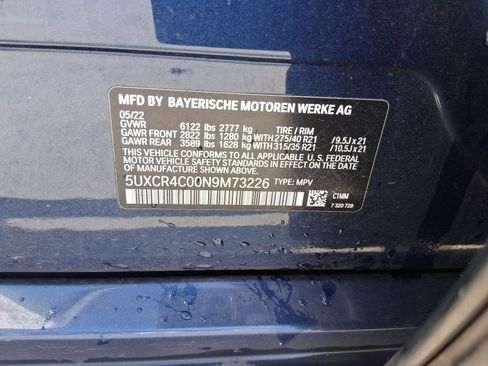 MFD BY BAYERISCHE MOTOREN WERKE AG
05/22
GVWR 6122 lbs 2777 kg TIRE / RIM
GAWR FRONT 2822 lbs 1280 kg WITH 275/40 R21 / 9.5J x 21
GAWR REAR 3589 lbs 1628 kg WITH 315/35 R21 / 10.5J x 21
THIS VEHICLE CONFORMS TO ALL APPLICABLE U. S. FEDERAL
MOTOR VEHICLE SAFETY STANDARDS IN
EFFECT ON THE DATE OF MANUFACTURE SHOWN ABOVE.
5UXCR4C00N9M73226 TYPE: MPV
C1MM
7 320 729